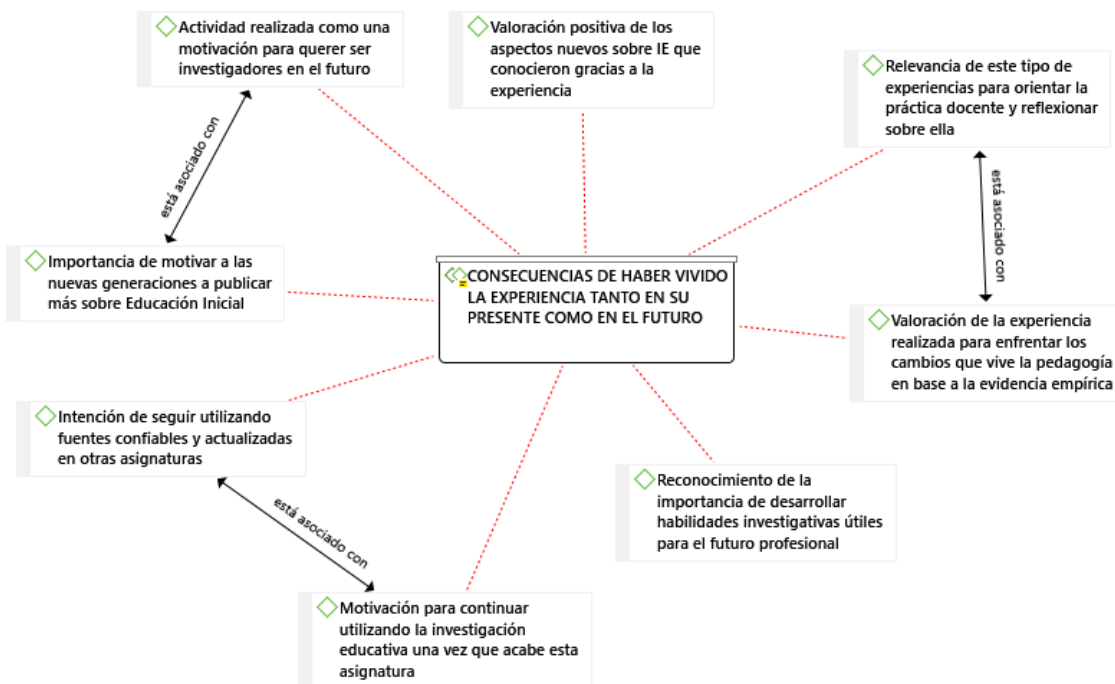 Actividad realizada como una
motivación para querer ser
investigadores en el futuro
Valoración positiva de los
aspectos nuevos sobre IE que
conocieron gracias a la
experiencia
Relevancia de este tipo de
experiencias para orientar la
práctica docente y reflexionar
sobre ella
está asociado con
está asociado con
Importancia de motivar a las
nuevas generaciones a publicar
más sobre Educación Inicial
CONSECUENCIAS DE HABER VIVIDO
LA EXPERIENCIA TANTO EN SU
PRESENTE COMO EN EL FUTURO
Valoración de la experiencia
realizada para enfrentar los
cambios que vive la pedagogía
en base a la evidencia empírica
Intención de seguir utilizando
fuentes confiables y actualizadas
en otras asignaturas
está asociado con
Reconocimiento de la
importancia de desarrollar
habilidades investigativas útiles
para el futuro profesional
Motivación para continuar
utilizando la investigación
educativa una vez que acabe esta
asignatura